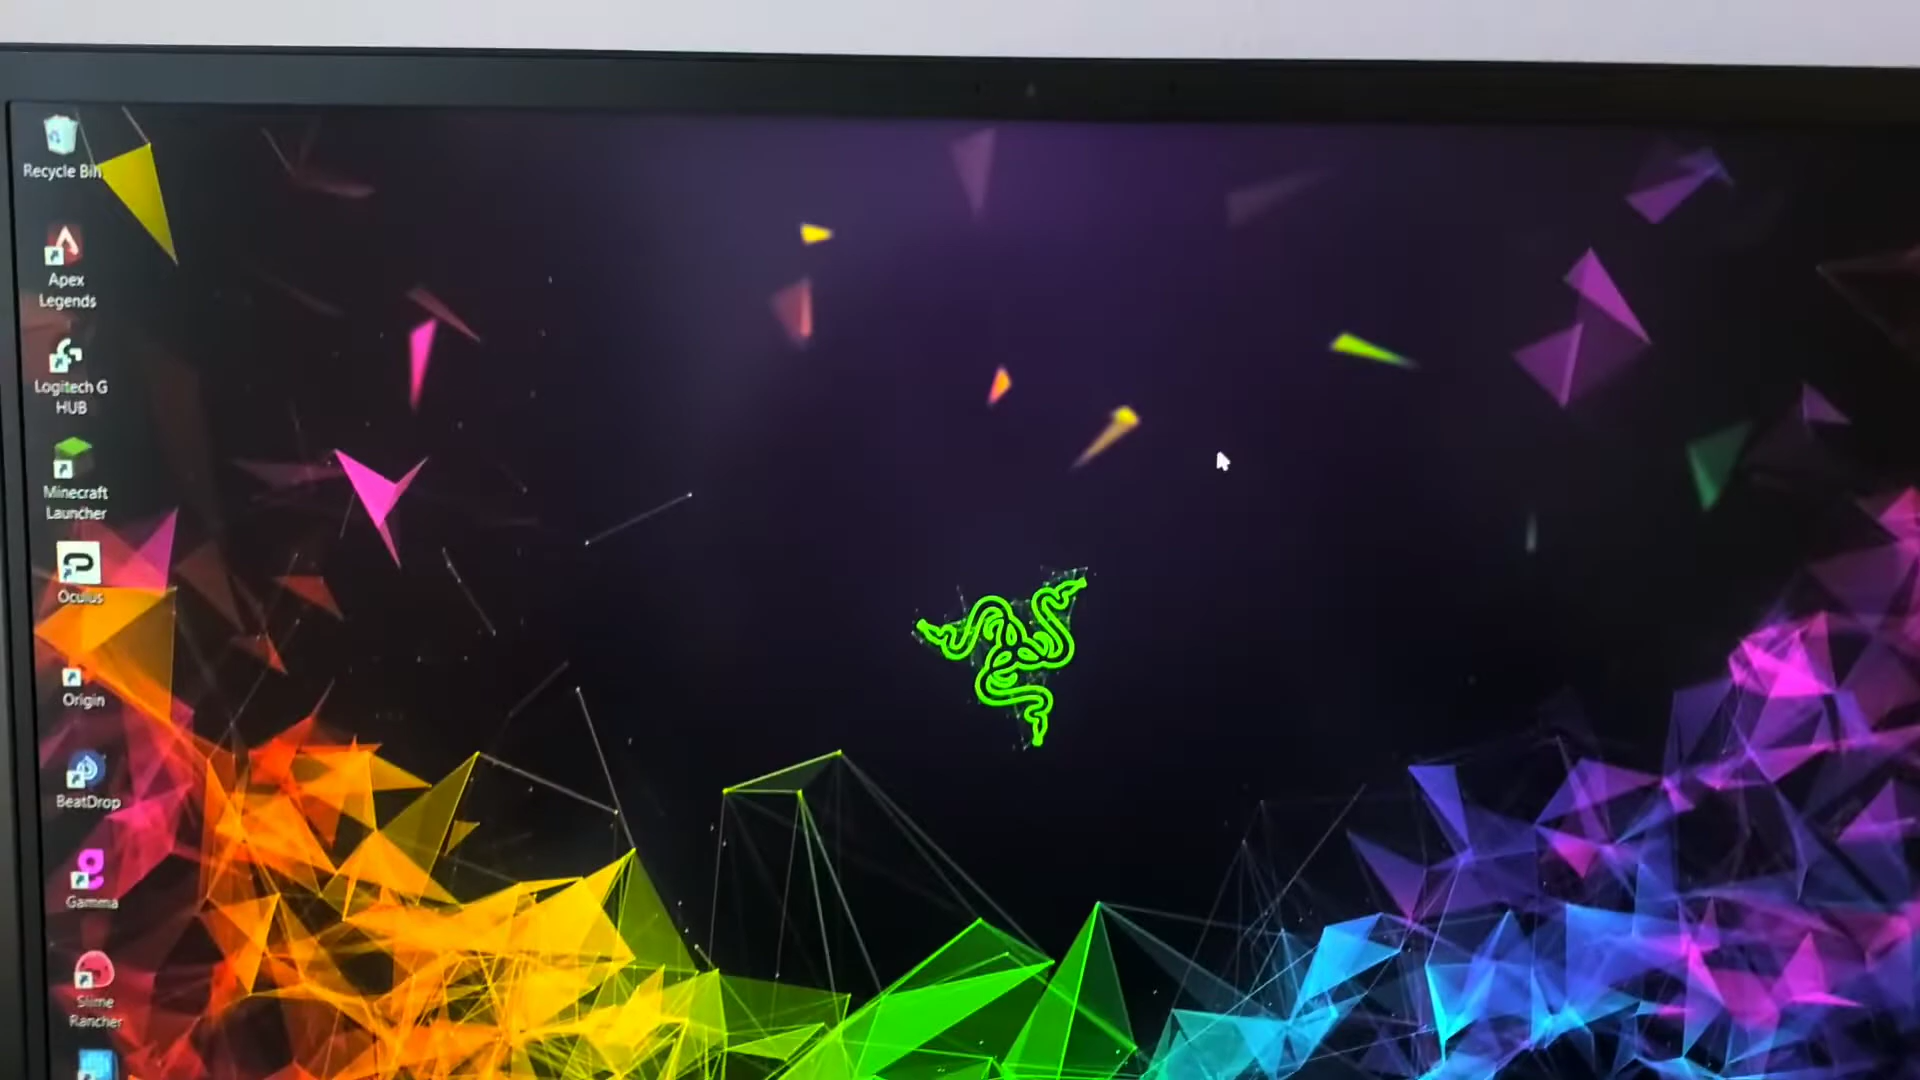 Recycle Bin
Apex
Legends
Logitech G
HUB
Minecraft
Launcher
Oculus
Origin
BeatDrop
Gamma
Slime
Rancher